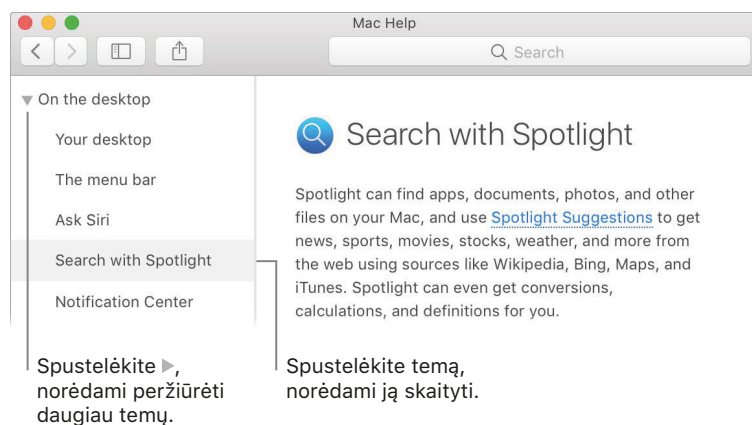 Mac Help
Search
On the desktop
Your desktop
The menu bar
Ask Siri
Search with Spotlight
Notification Center
Search with Spotlight
Spotlight can find apps, documents, photos, and other
files on your Mac, and use Spotlight Suggestions to get
news, sports, movies, stocks, weather, and more from
the web using sources like Wikipedia, Bing, Maps, and
iTunes. Spotlight can even get conversions,
calculations, and definitions for you.
Spustelėkite ▶,
norėdami peržiūrėti
daugiau temų.
Spustelėkite temą,
norėdami ją skaityti.